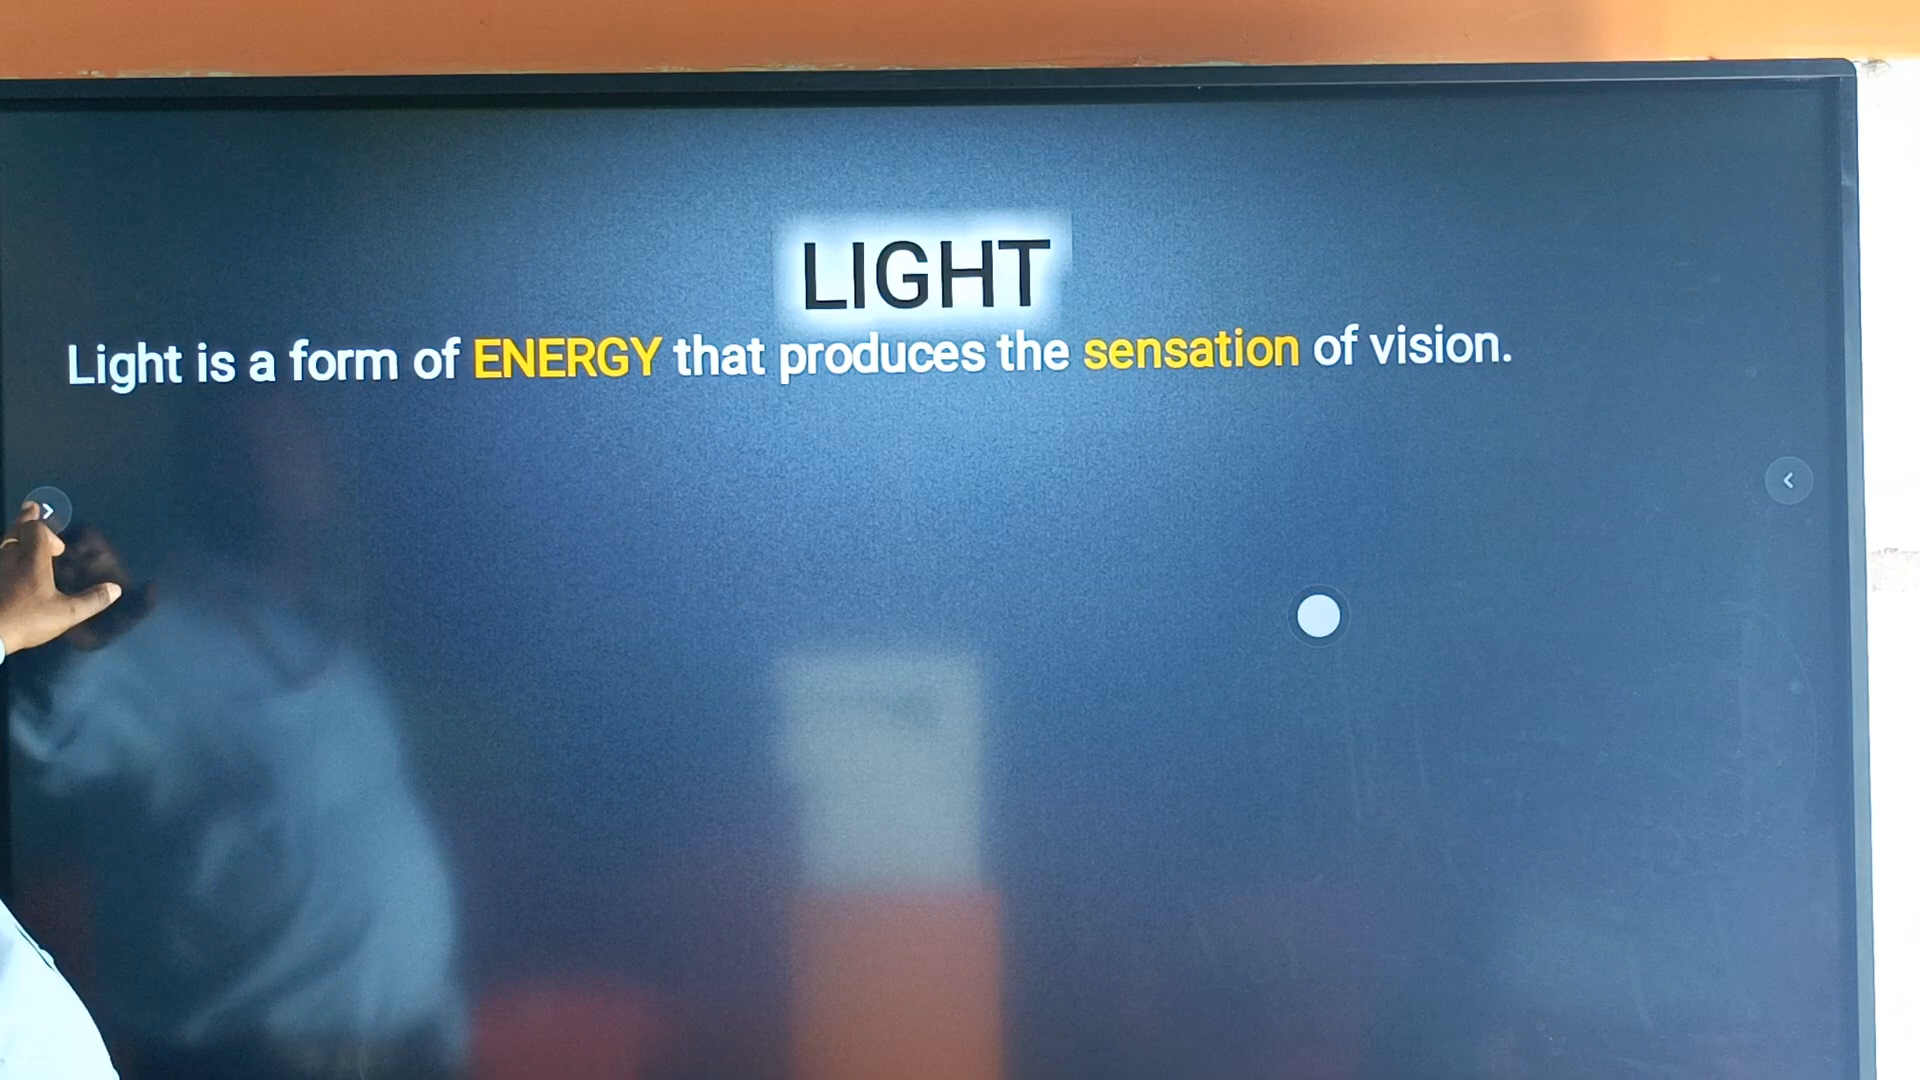 LIGHT
Light is a form of ENERGY that produces the sensation of vision.